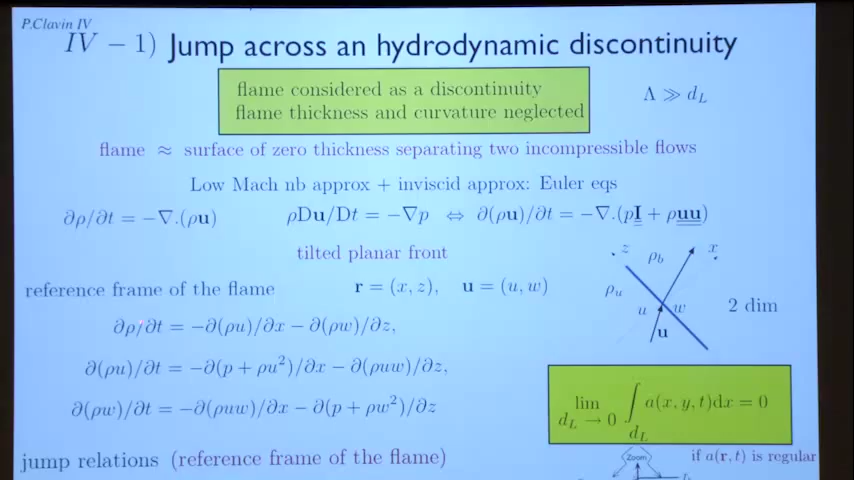 P.Clavin IV
IV − 1) Jump across an hydrodynamic discontinuity
flame considered as a discontinuity
flame thickness and curvature neglected
Λ ≫ d_L
flame ≈ surface of zero thickness separating two incompressible flows
Low Mach nb approx + inviscid approx: Euler eqs
∂ρ/∂t = −∇.(ρu)
ρDu/Dt = −∇p ⇔ ∂(ρu)/∂t = −∇.(pI + ρuu)
tilted planar front
z
ρ_b
x
reference frame of the flame
r = (x, z), u = (u, w)
ρ_u
u
w
2 dim
u
∂ρ/∂t = −∂(ρu)/∂x − ∂(ρw)/∂z,
∂(ρu)/∂t = −∂(p + ρu²)/∂x − ∂(ρuw)/∂z,
∂(ρw)/∂t = −∂(ρuw)/∂x − ∂(p + ρw²)/∂z
lim d_L → 0 ∫ d_L a(x, y, t)dx = 0
jump relations (reference frame of the flame)
Zoom
if a(r, t) is regular